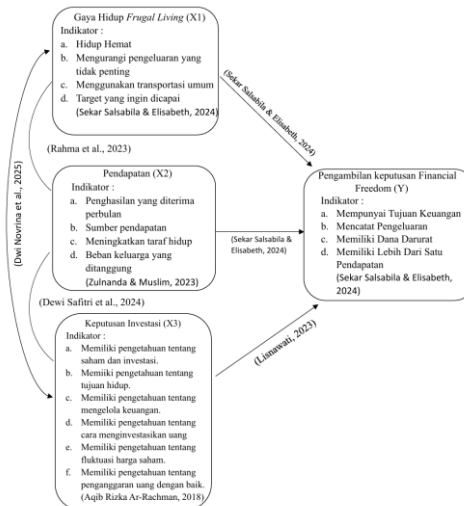 Gaya Hidup Frugal Living (X1)
Indikator :
a. Hidup Hemat
b. Mengurangi pengeluaran yang
tidak penting
c. Menggunakan transportasi umum
d. Target yang ingin dicapai
(Sekar Salsabila & Elisabeth, 2024)
(Sekar Salsabila &
Elisabeth, 2024)
(Rahma et al., 2023)
(Dwi Novrina et al., 2025)
Pendapatan (X2)
Indikator :
a. Penghasilan yang diterima
perbulan
b. Sumber pendapatan
c. Meningkatkan taraf hidup
d. Beban keluarga yang
ditanggung
(Zulnanda & Muslim, 2023)
(Sekar Salsabila &
Elisabeth, 2024)
Pengambilan keputusan Financial
Freedom (Y)
Indikator :
a. Mempunyai Tujuan Keuangan
b. Mencatat Pengeluaran
c. Memiliki Dana Darurat
d. Memiliki Lebih Dari Satu
Pendapatan
(Sekar Salsabila & Elisabeth,
2024)
(Dewi Safitri et al., 2024)
(Lisnawati, 2023)
Keputusan Investasi (X3)
Indikator :
a. Memiliki pengetahuan tentang
saham dan investasi.
b. Memiiki pengetahuan tentang
tujuan hidup.
c. Memiliki pengetahuan tentang
mengelola keuangan.
d. Memiliki pengetahuan tentang
cara menginvestasikan uang
e. Memiliki pengetahuan tentang
fluktuasi harga saham.
f. Memiliki pengetahuan tentang
penganggaran uang dengan baik.
(Aqib Rizka Ar-Rachman, 2018)